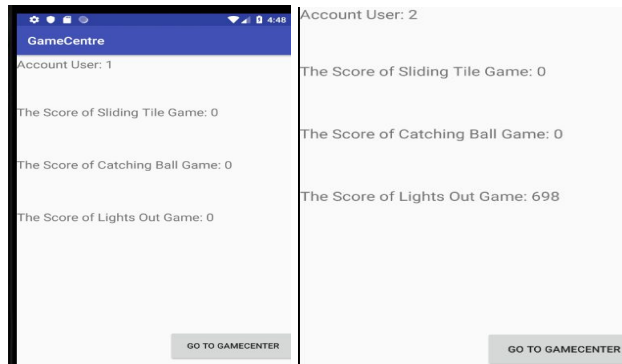 4:48
GameCentre
Account User: 1
The Score of Sliding Tile Game: 0
The Score of Catching Ball Game: 0
The Score of Lights Out Game: 0
GO TO GAMECENTER
Account User: 2
The Score of Sliding Tile Game: 0
The Score of Catching Ball Game: 0
The Score of Lights Out Game: 698
GO TO GAMECENTER